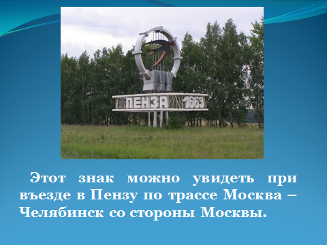 ПЕНЗА 1663
Этот знак можно увидеть при
въезде в Пензу по трассе Москва –
Челябинск со стороны Москвы.